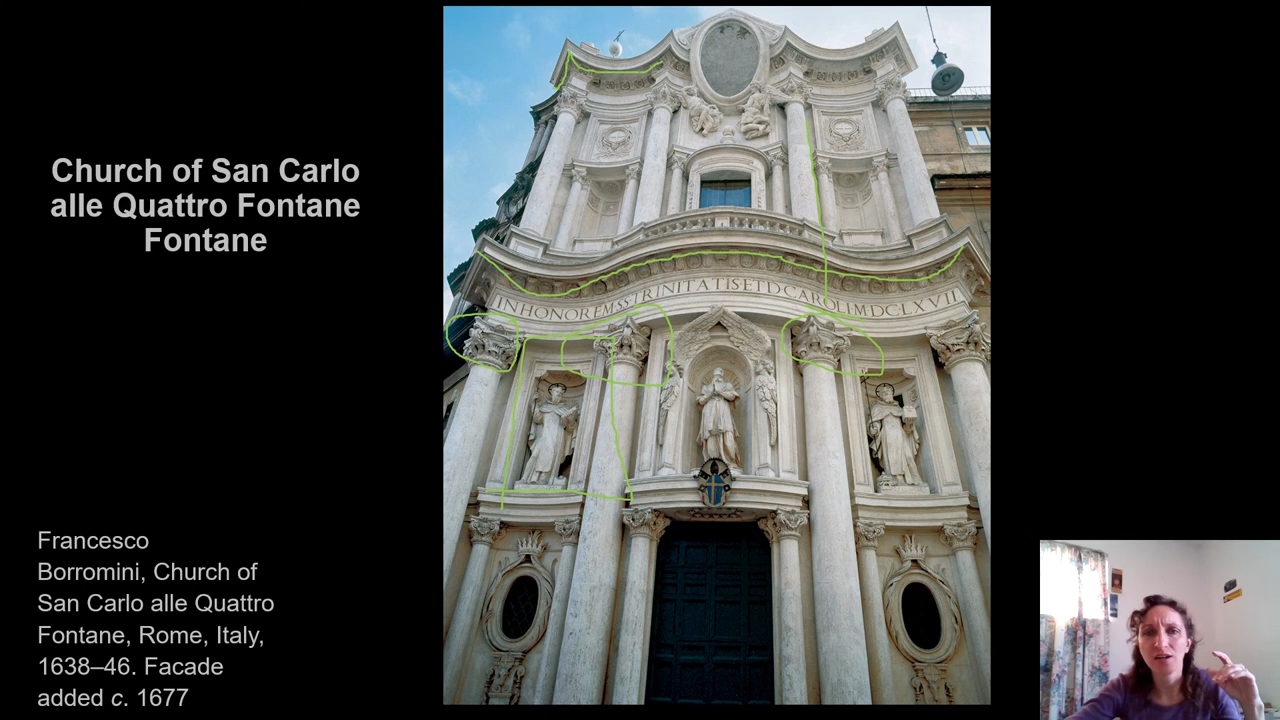 Church of San Carlo
alle Quattro Fontane
Fontane
INHONOREMSSTRINITATISETDCAROLIMDCLXVII
Francesco
Borromini, Church of
San Carlo alle Quattro
Fontane, Rome, Italy,
1638–46. Facade
added c. 1677